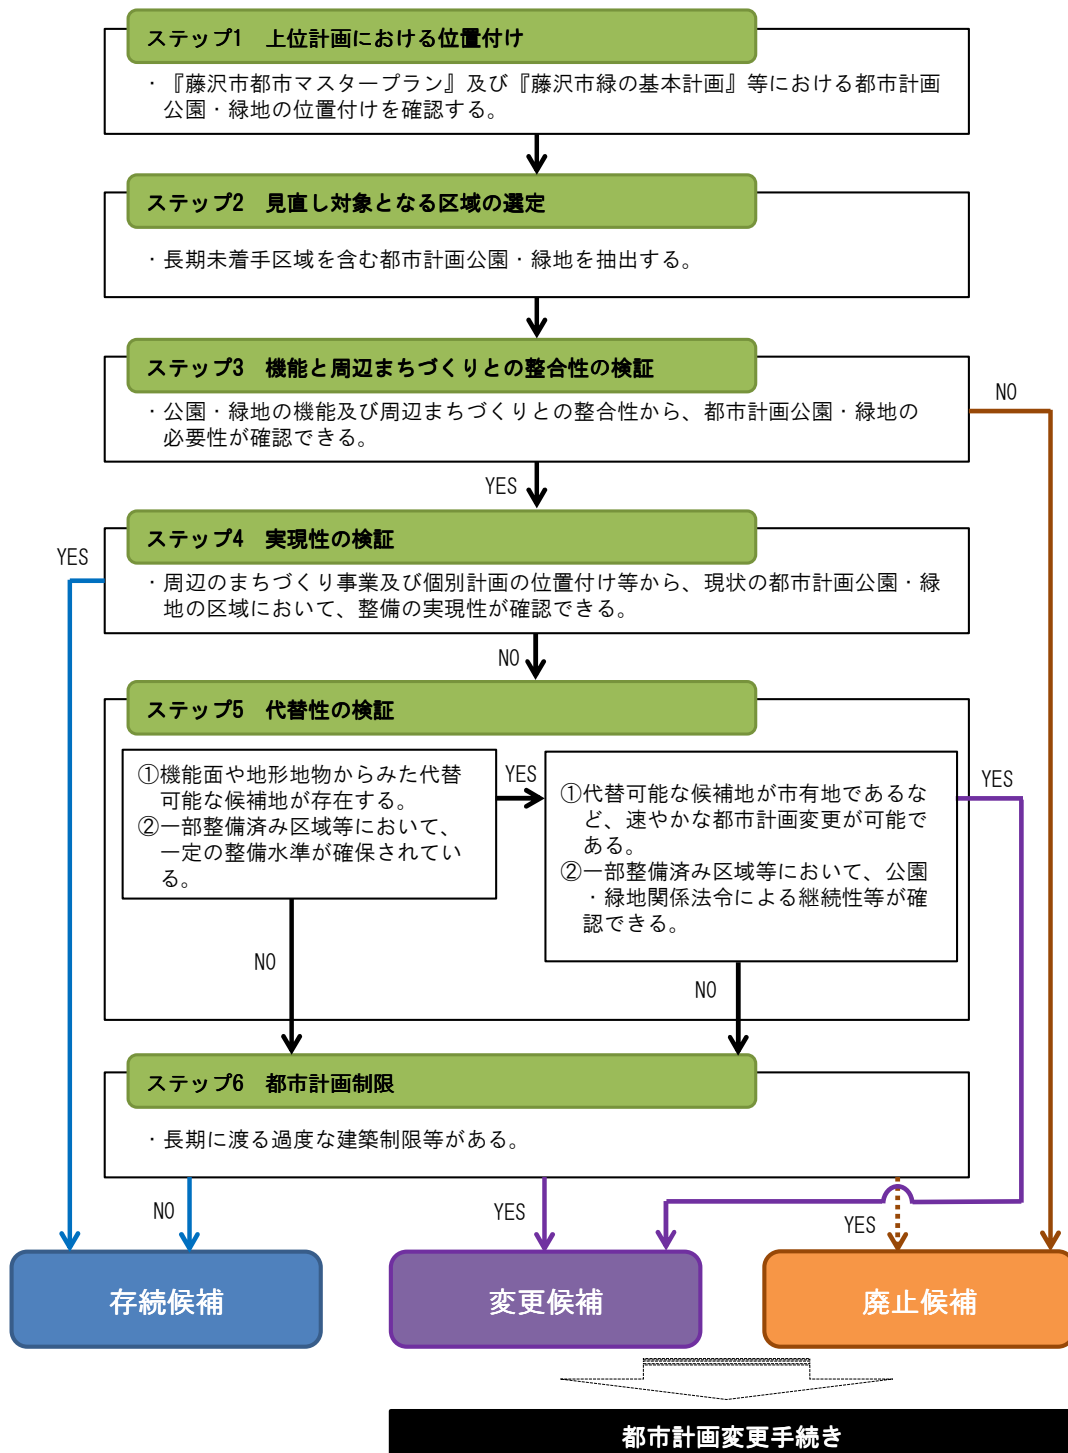 ステップ1　上位計画における位置付け
・『藤沢市都市マスタープラン』及び『藤沢市緑の基本計画』等における都市計画
公園・緑地の位置付けを確認する。
ステップ2　見直し対象となる区域の選定
・長期未着手区域を含む都市計画公園・緑地を抽出する。
ステップ3　機能と周辺まちづくりとの整合性の検証
・公園・緑地の機能及び周辺まちづくりとの整合性から、都市計画公園・緑地の
必要性が確認できる。
NO
YES
ステップ4　実現性の検証
YES
・周辺のまちづくり事業及び個別計画の位置付け等から、現状の都市計画公園・緑
地の区域において、整備の実現性が確認できる。
NO
ステップ5　代替性の検証
①機能面や地形地物からみた代替
可能な候補地が存在する。
②一部整備済み区域等において、
一定の整備水準が確保されてい
る。
YES
①代替可能な候補地が市有地であるな
ど、速やかな都市計画変更が可能で
ある。
②一部整備済み区域等において、公園
・緑地関係法令による継続性等が確
認できる。
YES
NO
NO
ステップ6　都市計画制限
・長期に渡る過度な建築制限等がある。
NO
YES
YES
存続候補
変更候補
廃止候補
都市計画変更手続き